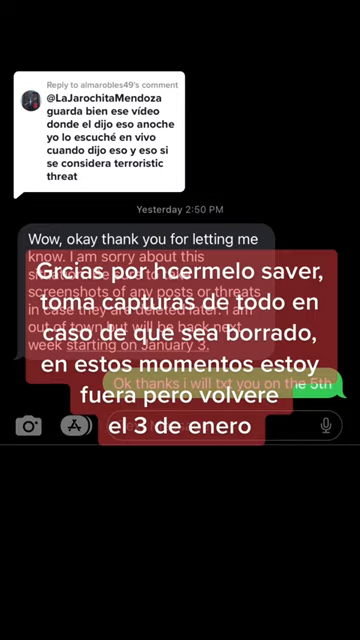 Reply to almarobles49's comment
@LaJarochitaMendoza
guarda bien ese vídeo
donde el dijo eso anoche
yo lo escuché en vivo
cuando dijo eso y eso si
se considera terroristic
threat
Yesterday 2:50 PM
Wow, okay thank you for letting me
know. I am sorry about this
screenshots of any posts or threats
in case they are deleted later. I am
out of town but will be back next
week starting on January 3.
Ok thanks i will txt you on the 5th
Gracias por hcermelo saver,
toma capturas de todo en
caso de que sea borrado,
en estos momentos estoy
fuera pero volvere
el 3 de enero